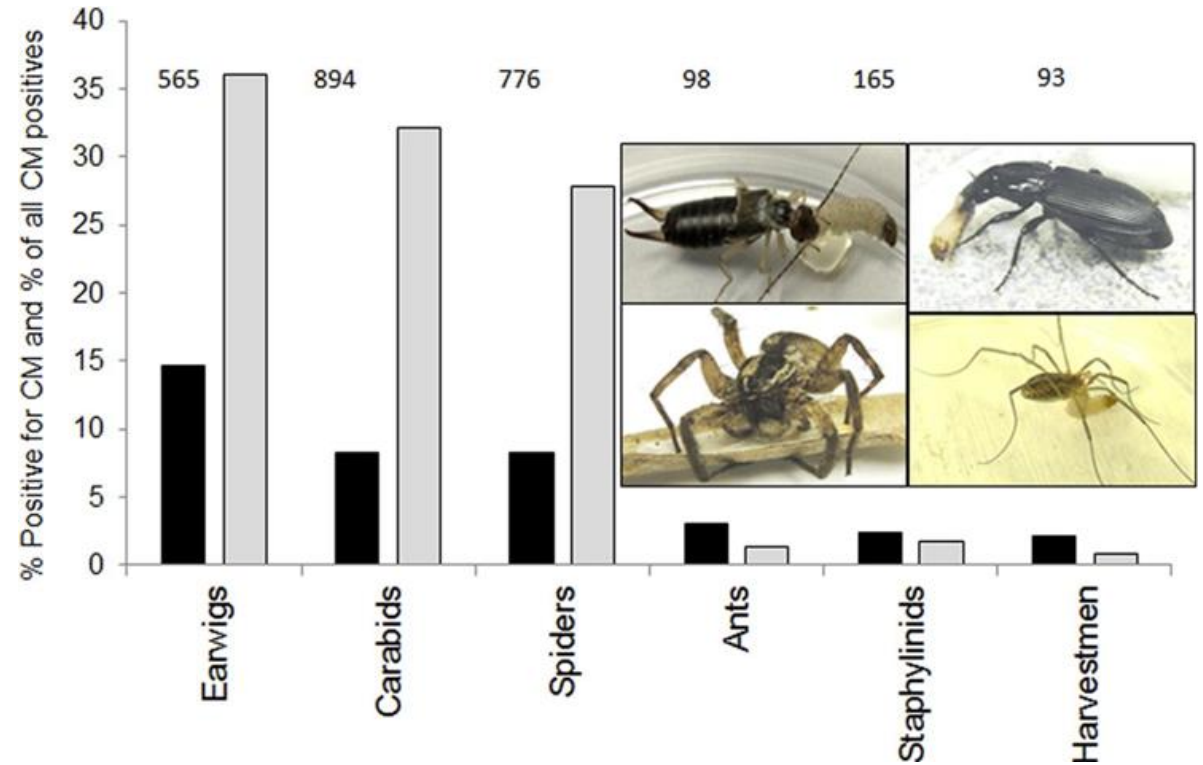 % Positive for CM and % of all CM positives
40
35
30
25
20
15
10
5
0
565 894 776 98 165 93
Earwigs
Carabids
Spiders
Ants
Staphylinids
Harvestmen